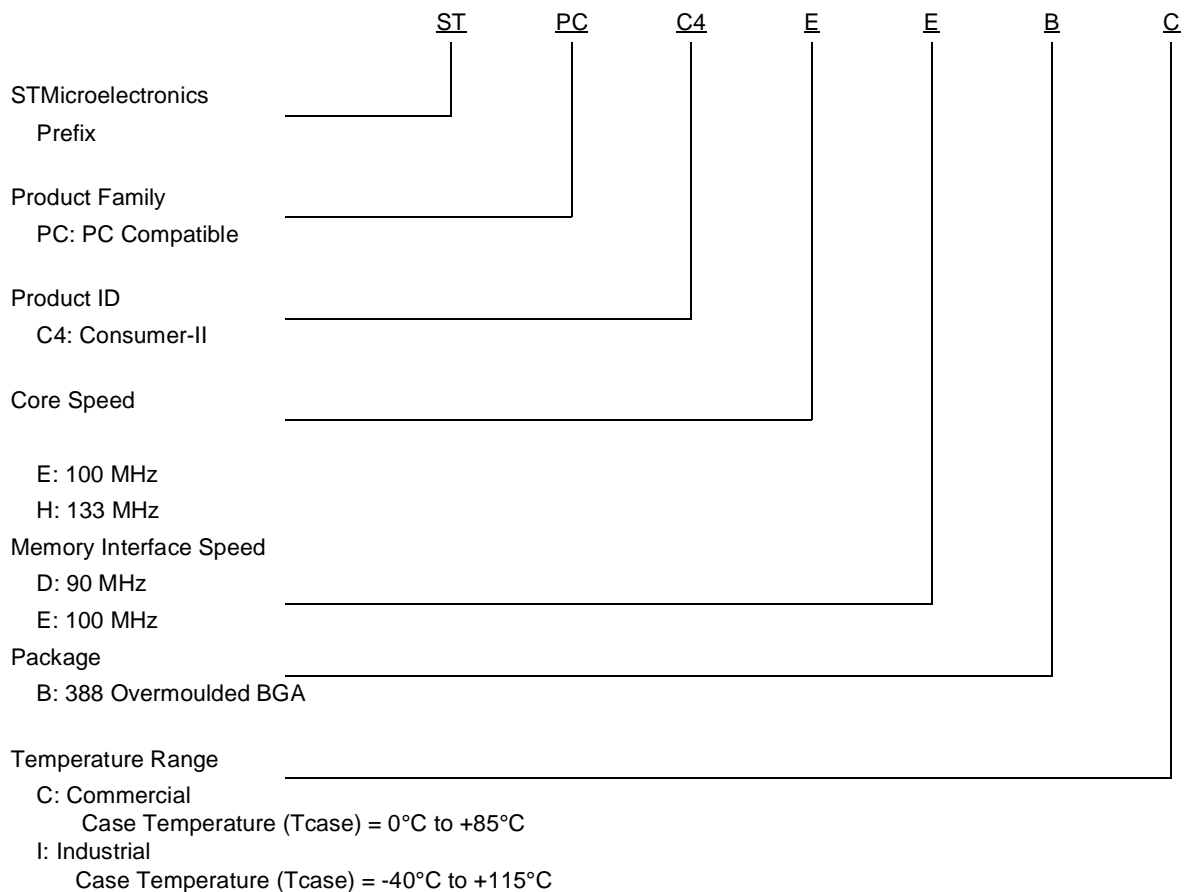 ST PC C4 E E B C
STMicroelectronics
Prefix
Product Family
PC: PC Compatible
Product ID
C4: Consumer-II
Core Speed
E: 100 MHz
H: 133 MHz
Memory Interface Speed
D: 90 MHz
E: 100 MHz
Package
B: 388 Overmoulded BGA
Temperature Range
C: Commercial
Case Temperature (Tcase) = 0°C to +85°C
I: Industrial
Case Temperature (Tcase) = -40°C to +115°C